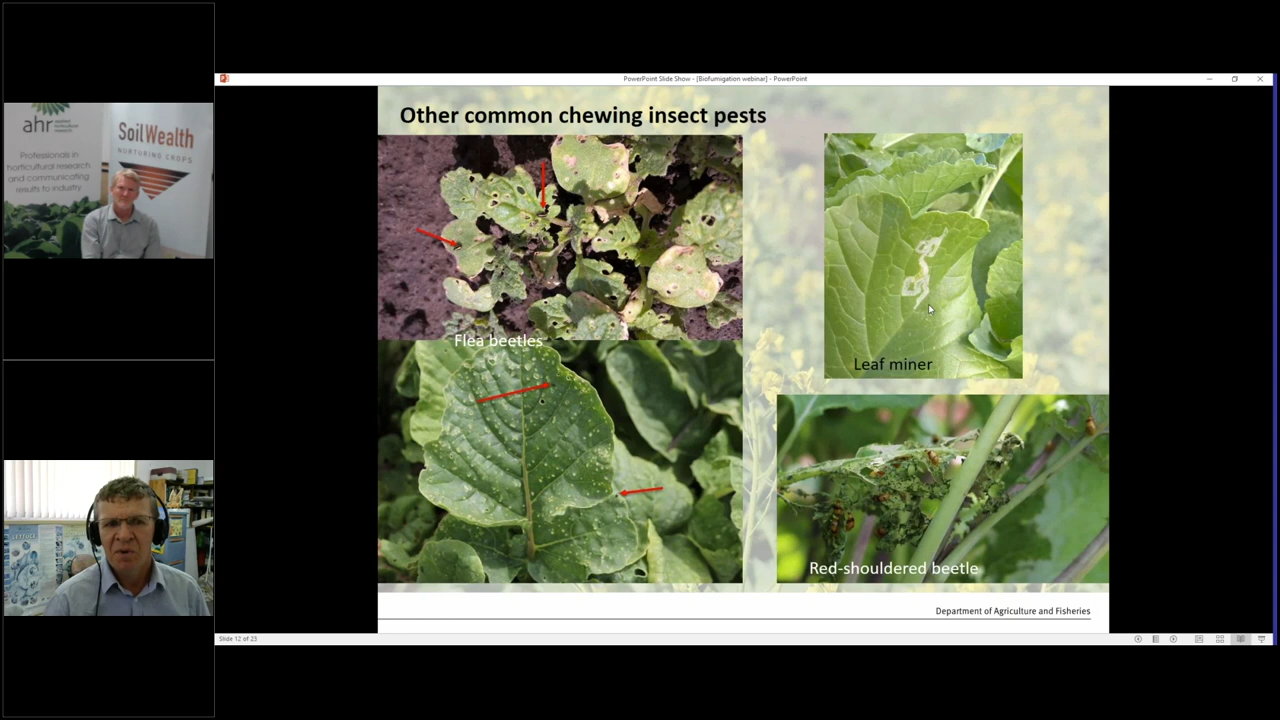 PowerPoint Slide Show - [Biofumigation webinar] - PowerPoint
ahr
Professionals in
horticultural research
and communicating
results to industry.
SoilWealth
NURTURING CROPS
LETTUCE
Other common chewing insect pests
Flea beetles
Leaf miner
Red-shouldered beetle
Department of Agriculture and Fisheries
Slide 12 of 23